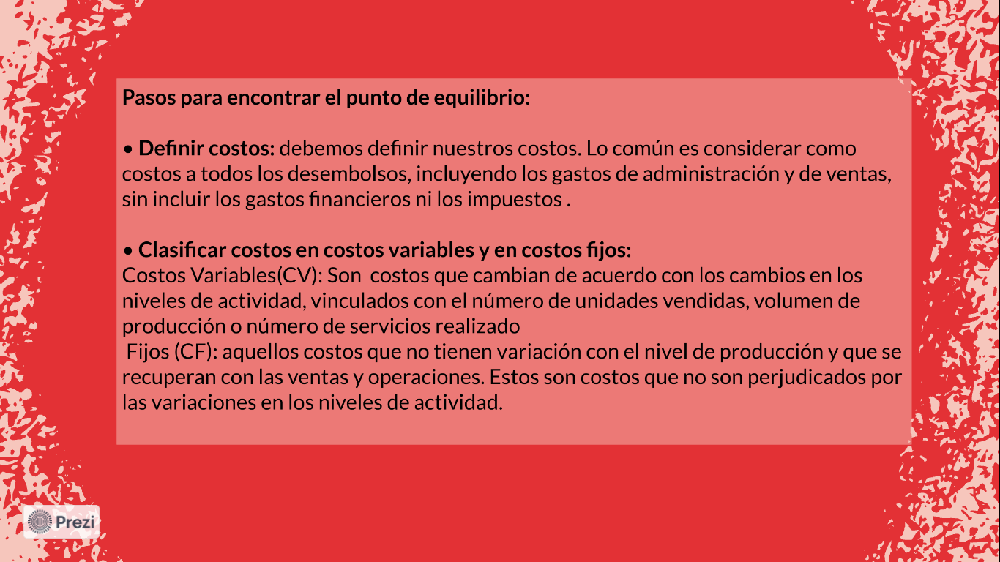 Pasos para encontrar el punto de equilibrio:
• Definir costos: debemos definir nuestros costos. Lo común es considerar como
costos a todos los desembolsos, incluyendo los gastos de administración y de ventas,
sin incluir los gastos financieros ni los impuestos .
• Clasificar costos en costos variables y en costos fijos:
Costos Variables(CV): Son  costos que cambian de acuerdo con los cambios en los
niveles de actividad, vinculados con el número de unidades vendidas, volumen de
producción o número de servicios realizado
Fijos (CF): aquellos costos que no tienen variación con el nivel de producción y que se
recuperan con las ventas y operaciones. Estos son costos que no son perjudicados por
las variaciones en los niveles de actividad.
Prezi